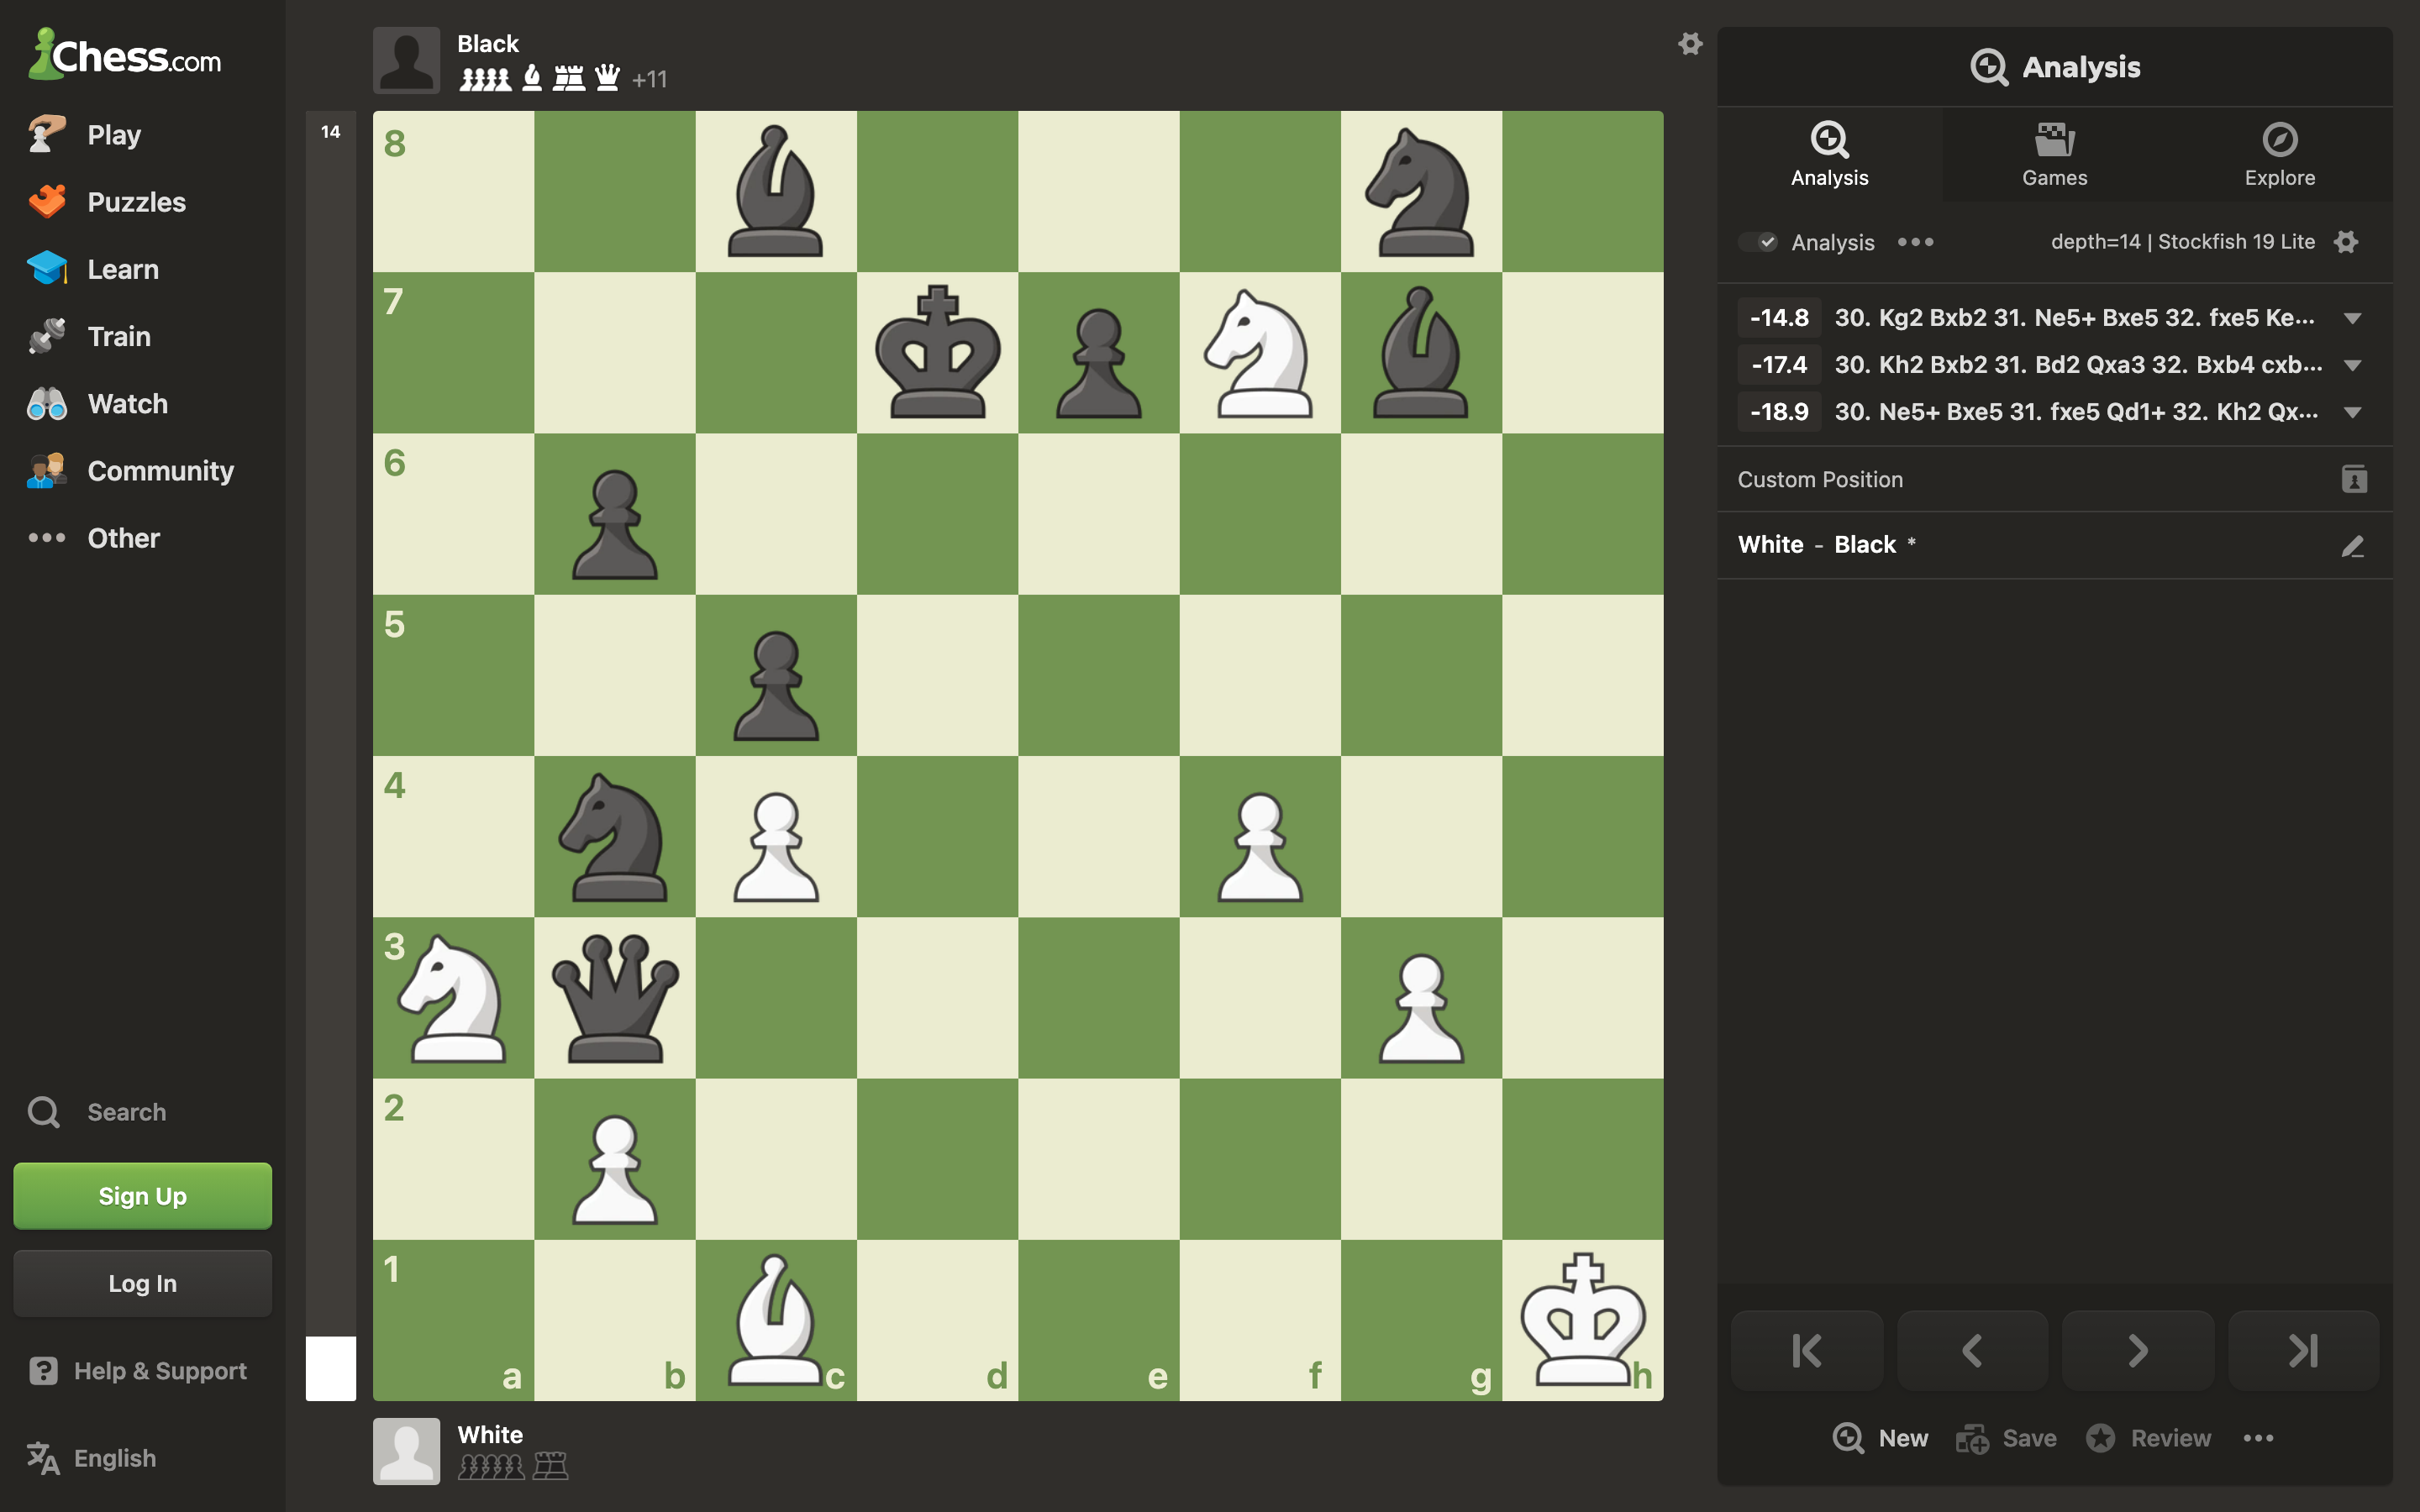 Chess.com
Play
Puzzles
Learn
Train
Watch
Community
Other
Search
Sign Up
Log In
Help & Support
English
Black
+11
14
8
7
6
5
4
3
2
1
a b c d e f g h
White
Analysis
Analysis Games Explore
Analysis depth=14 | Stockfish 19 Lite
-14.8 30. Kg2 Bxb2 31. Ne5+ Bxe5 32. fxe5 Ke...
-17.4 30. Kh2 Bxb2 31. Bd2 Qxa3 32. Bxb4 cxb...
-18.9 30. Ne5+ Bxe5 31. fxe5 Qd1+ 32. Kh2 Qx...
Custom Position
White - Black *
New Save Review